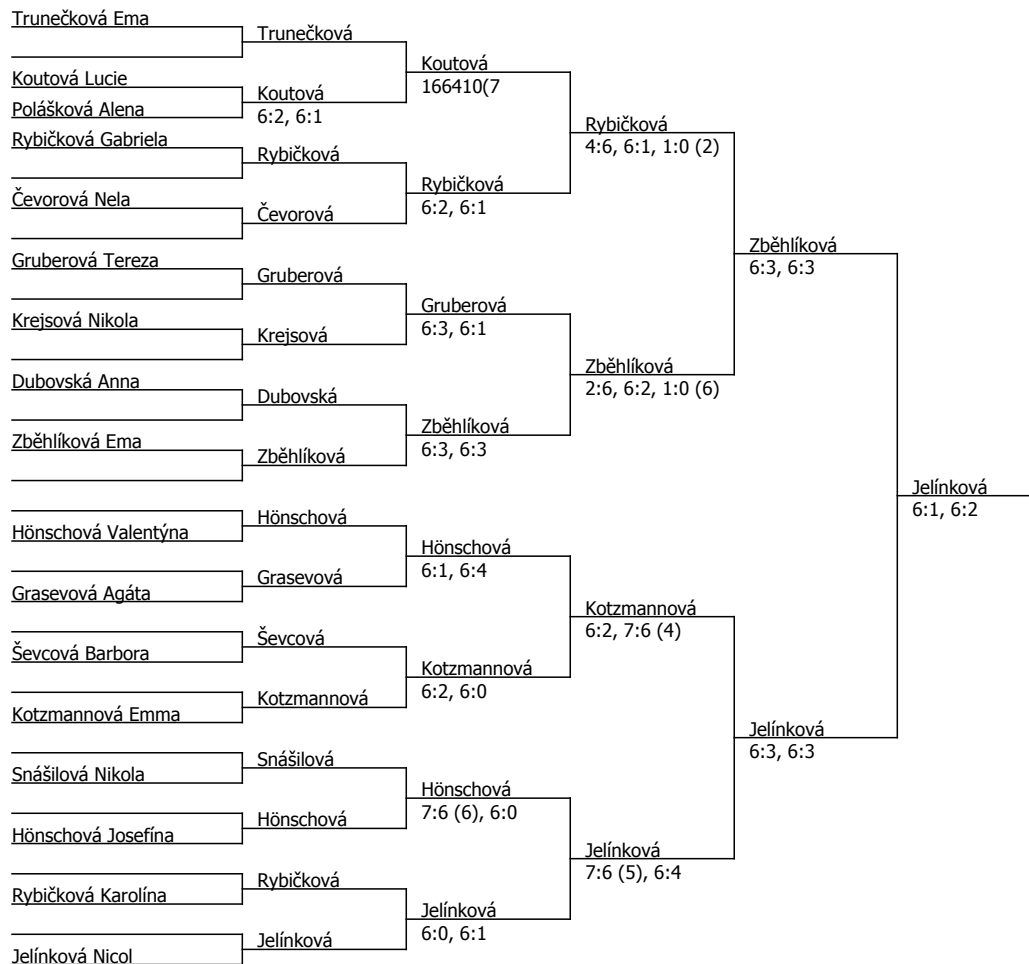 Trunečková Ema
Koutová Lucie
Polášková Alena
Rybičková Gabriela
Čevorová Nela
Gruberová Tereza
Krejsová Nikola
Dubovská Anna
Zběhlíková Ema
Hönschová Valentýna
Grasevová Agáta
Ševcová Barbora
Kotzmannová Emma
Snášilová Nikola
Hönschová Josefína
Rybičková Karolína
Jelínková Nicol
Trunečková
Koutová
6:2, 6:1
Rybičková
Čevorová
Gruberová
Krejsová
Dubovská
Zběhlíková
Hönschová
Grasevová
Ševcová
Kotzmannová
Snášilová
Hönschová
Rybičková
Jelínková
Koutová
166410(7
Rybičková
6:2, 6:1
Gruberová
6:3, 6:1
Zběhlíková
6:3, 6:3
Hönschová
6:1, 6:4
Kotzmannová
6:2, 6:0
Hönschová
7:6 (6), 6:0
Jelínková
6:0, 6:1
Rybičková
4:6, 6:1, 1:0 (2)
Zběhlíková
2:6, 6:2, 1:0 (6)
Kotzmannová
6:2, 7:6 (4)
Jelínková
7:6 (5), 6:4
Zběhlíková
6:3, 6:3
Jelínková
6:3, 6:3
Jelínková
6:1, 6:2